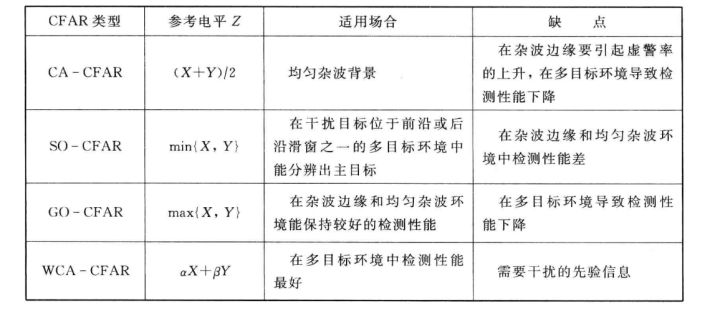 CFAR 类型
参考电平 Z
适用场合
缺 点
CA-CFAR
(X+Y)/2
均匀杂波背景
在杂波边缘要引起虚警率
的上升，在多目标环境导致检
测性能下降
SO-CFAR
min{X, Y}
在干扰目标位于前沿或后
沿滑窗之一的多目标环境中
能分辨出主目标
在杂波边缘和均匀杂波环
境中检测性能差
GO-CFAR
max{X, Y}
在杂波边缘和均匀杂波环
境能保持较好的检测性能
在多目标环境导致检测性
能下降
WCA-CFAR
αX+βY
在多目标环境中检测性能
最好
需要干扰的先验信息